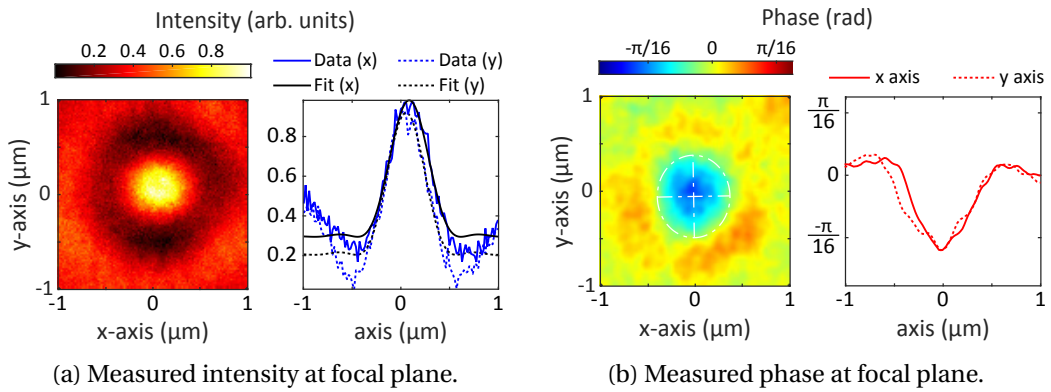 Intensity (arb. units)
0.2 0.4 0.6 0.8
Data (x) Data (y)
Fit (x) Fit (y)
y-axis (μm)
1
0
-1
-1 0 1
x-axis (μm)
0.8
0.6
0.4
0.2
-1 0 1
axis (μm)
(a) Measured intensity at focal plane.
Phase (rad)
-π/16 0 π/16
x axis y axis
y-axis (μm)
1
0
-1
-1 0 1
x-axis (μm)
π
16
0
-π
16
-1 0 1
axis (μm)
(b) Measured phase at focal plane.